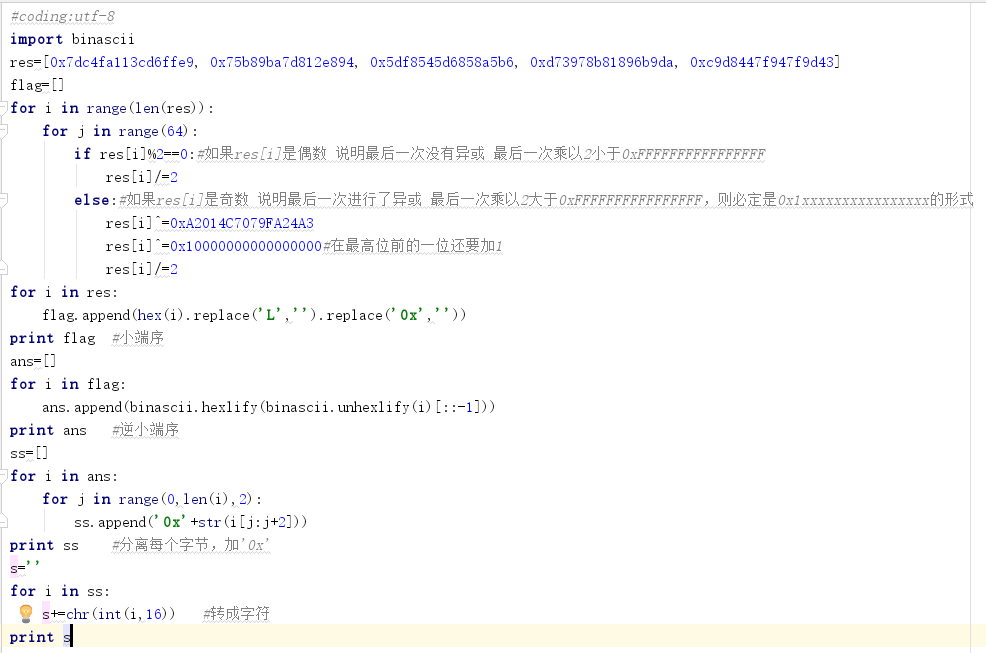 #coding:utf-8
import binascii
res=[0x7dc4fa113cd6ffe9, 0x75b89ba7d812e894, 0x5df8545d6858a5b6, 0xd73978b81896b9da, 0xc9d8447f947f9d43]
flag=[]
for i in range(len(res)):
    for j in range(64):
        if res[i]%2==0:#如果res[i]是偶数 说明最后一次没有异或 最后一次乘以2小于0xFFFFFFFFFFFFFFFF
            res[i]/=2
        else:#如果res[i]是奇数 说明最后一次进行了异或 最后一次乘以2大于0xFFFFFFFFFFFFFFFF，则必定是0x1xxxxxxxxxxxxxxxx的形式
            res[i]^=0xA2014C7079FA24A3
            res[i]^=0x10000000000000000#在最高位前的一位还要加1
            res[i]/=2
for i in res:
    flag.append(hex(i).replace('L','').replace('0x',''))
print flag  #小端序
ans=[]
for i in flag:
    ans.append(binascii.hexlify(binascii.unhexlify(i)[::-1]))
print ans   #逆小端序
ss=[]
for i in ans:
    for j in range(0,len(i),2):
        ss.append('0x'+str(i[j:j+2]))
print ss    #分离每个字节，加'0x'
s=''
for i in ss:
    s+=chr(int(i,16))   #转成字符
print s